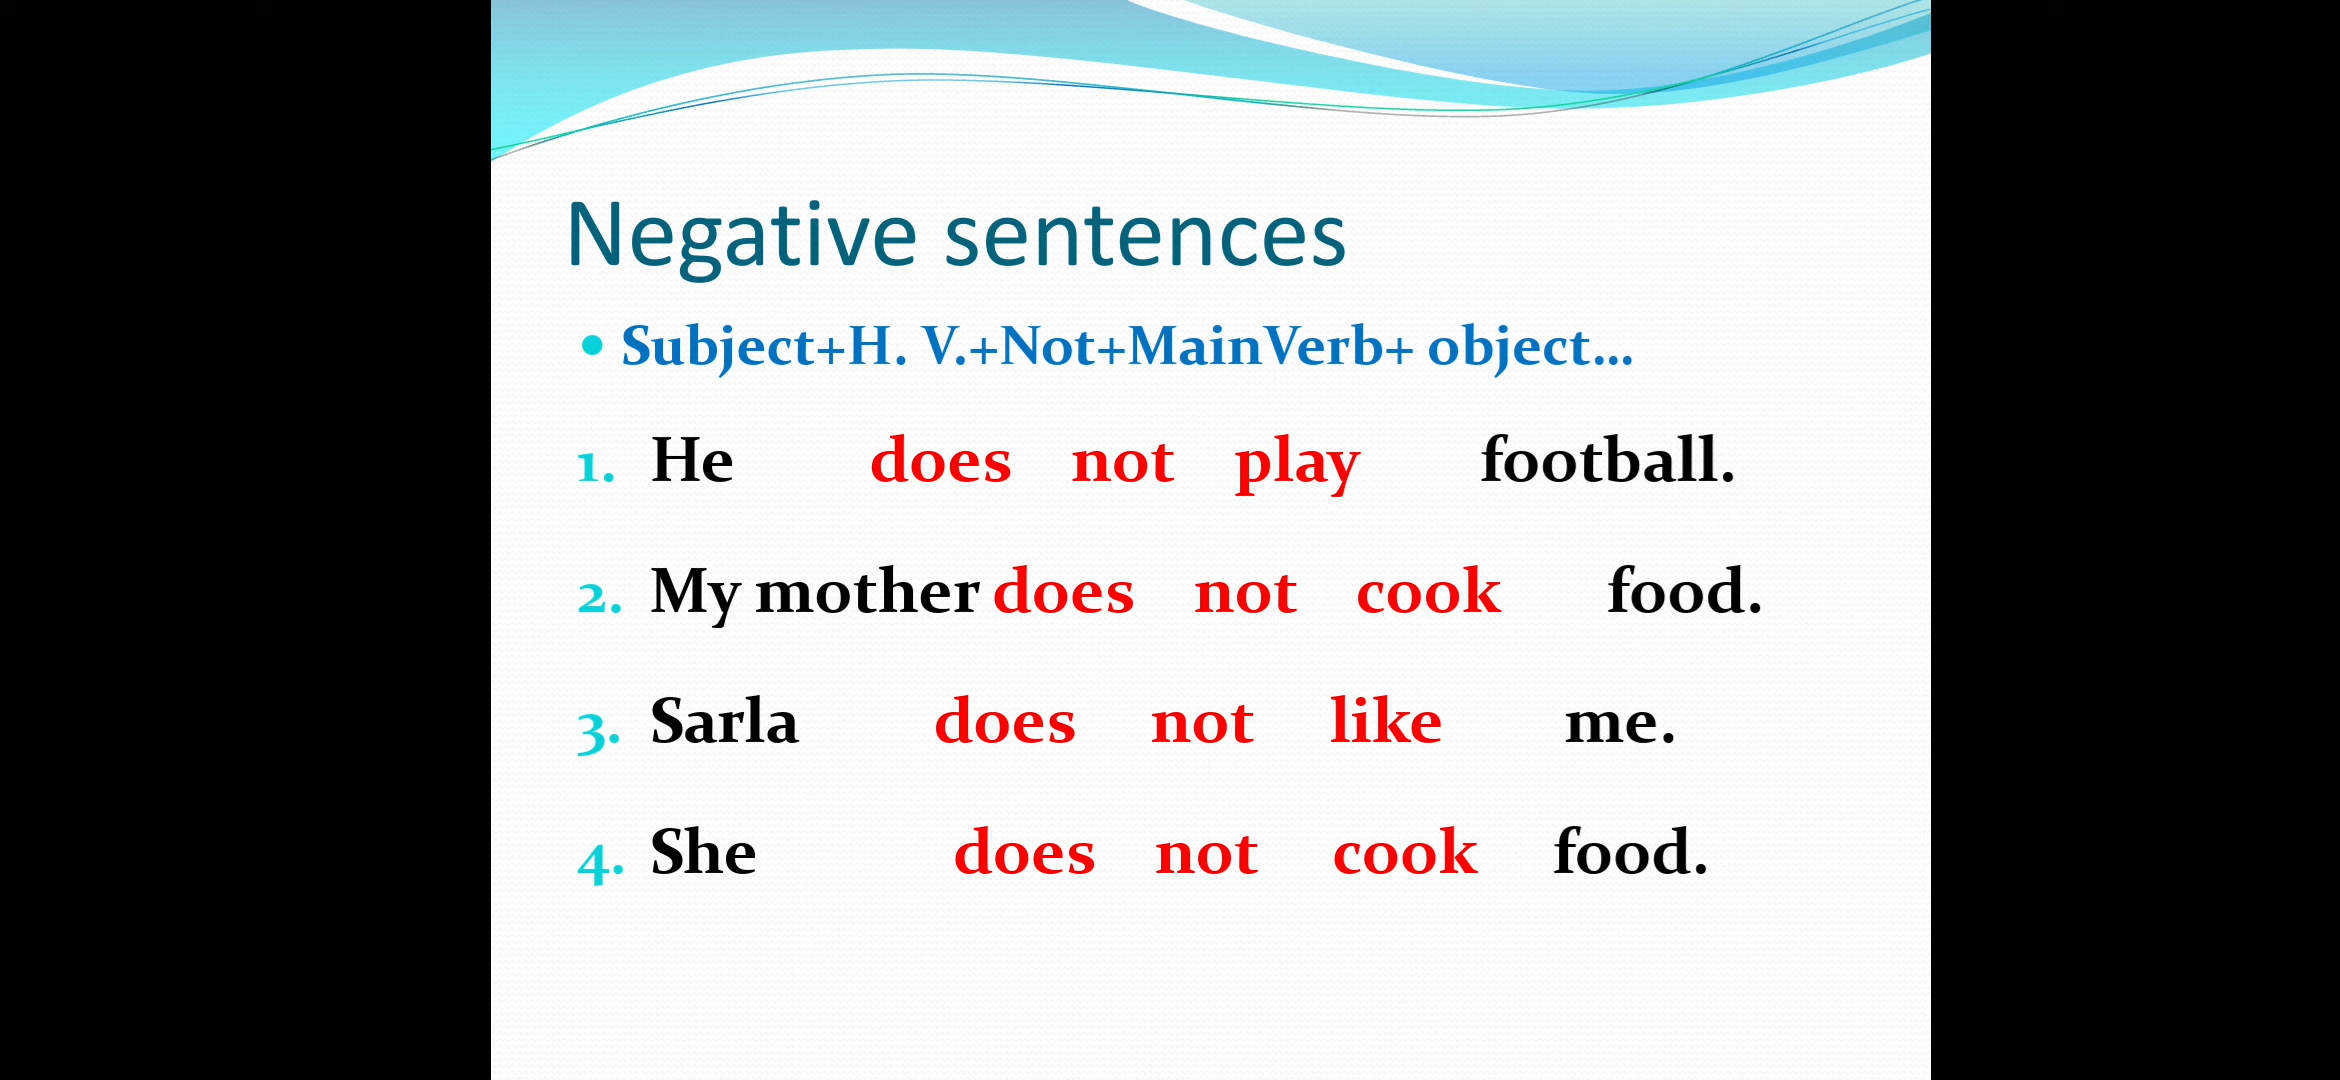 Negative sentences
• Subject+H. V.+Not+MainVerb+ object...
1. He does not play football.
2. My mother does not cook food.
3. Sarla does not like me.
4. She does not cook food.